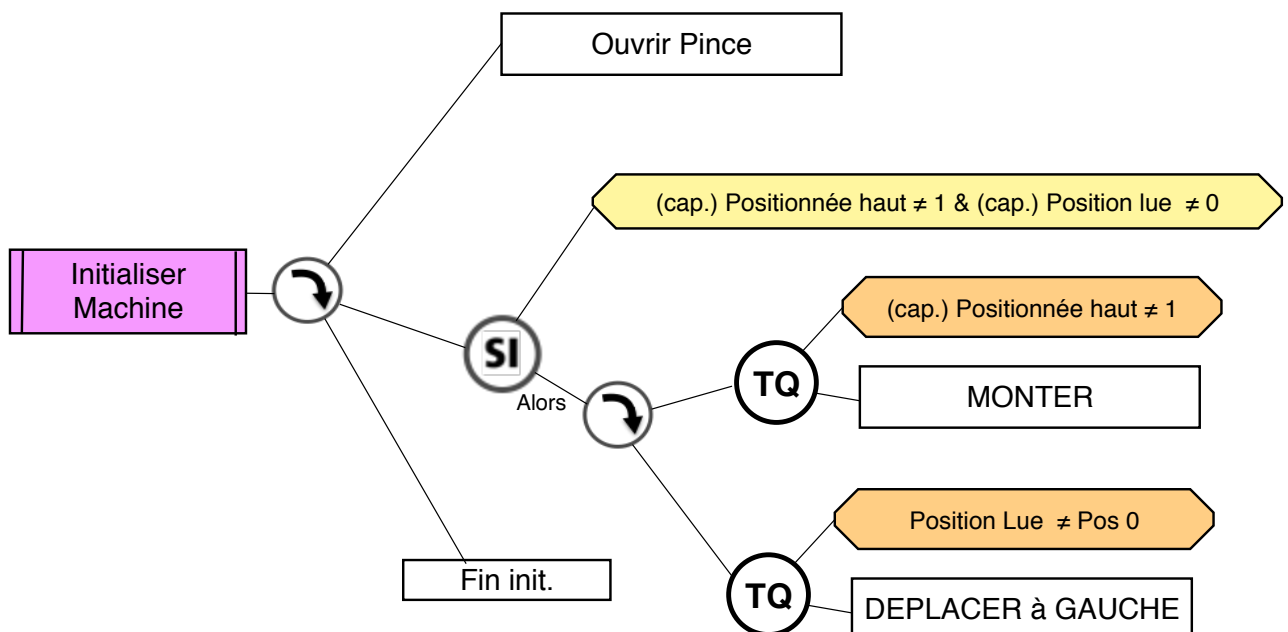 Ouvrir Pince
(cap.) Positionnée haut ≠ 1 & (cap.) Position lue ≠ 0
Initialiser
Machine
(cap.) Positionnée haut ≠ 1
SI
Alors
TQ
MONTER
Position Lue ≠ Pos 0
Fin init.
TQ
DEPLACER à GAUCHE